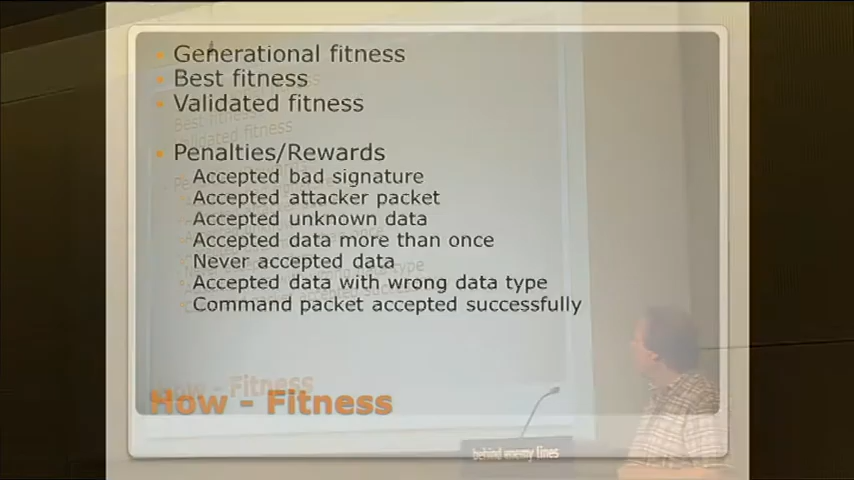 Generational fitness
Best fitness
Validated fitness
Penalties/Rewards
Accepted bad signature
Accepted attacker packet
Accepted unknown data
Accepted data more than once
Never accepted data
Accepted data with wrong data type
Command packet accepted successfully
How - Fitness
behind enemy lines